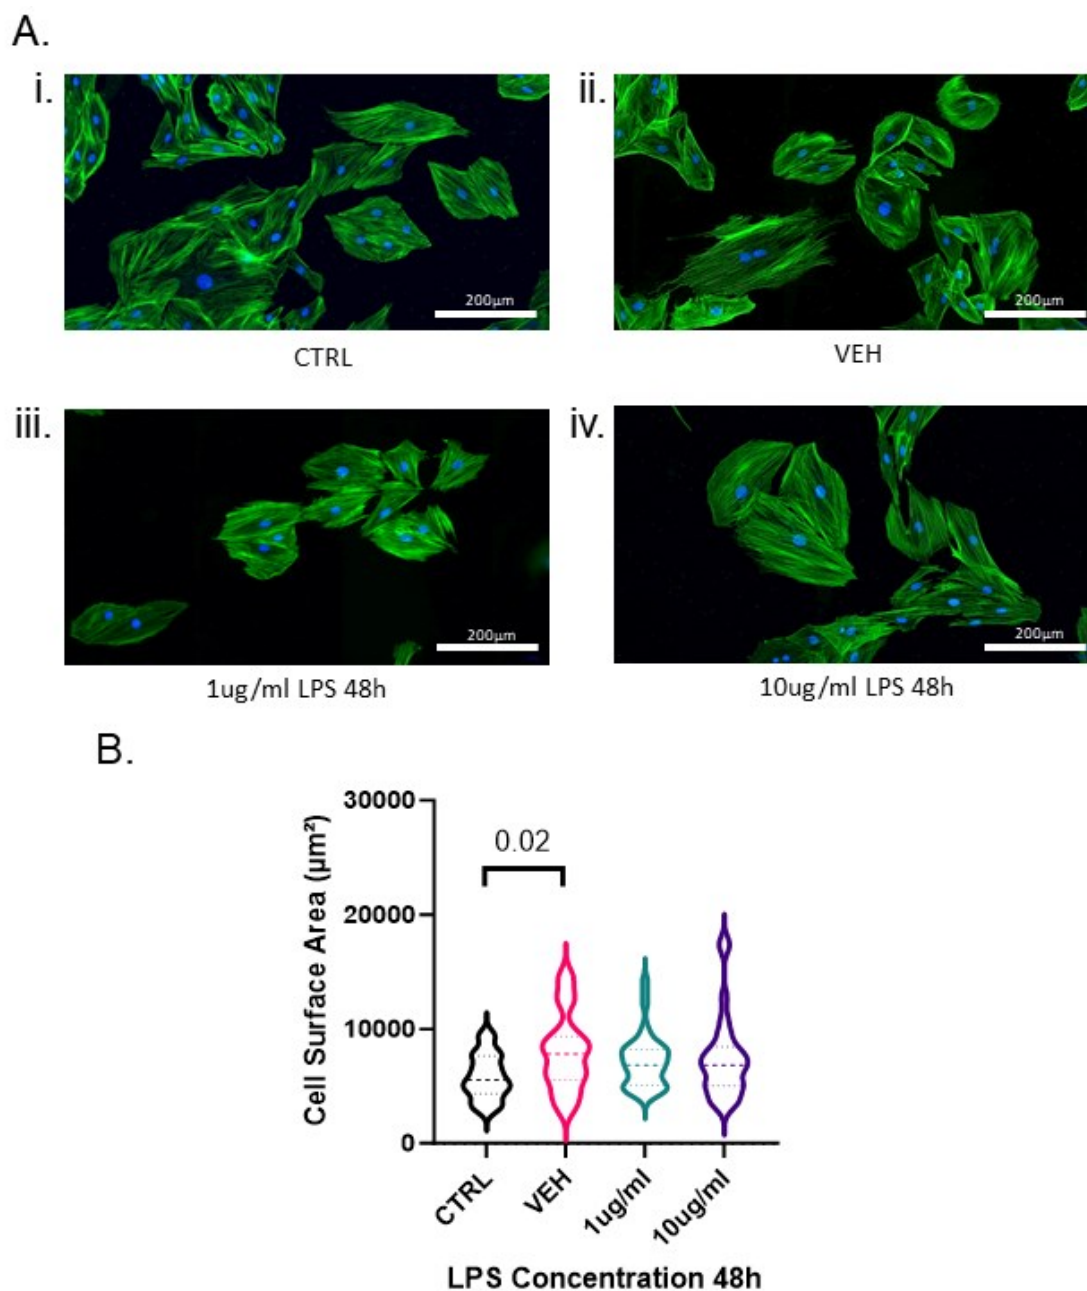 A.
i.
200µm
CTRL
ii.
200µm
VEH
iii.
200µm
1ug/ml LPS 48h
iv.
200µm
10ug/ml LPS 48h
B.
Cell Surface Area (µm²)
30000
20000
10000
0
0.02
CTRL
VEH
1ug/ml
10ug/ml
LPS Concentration 48h